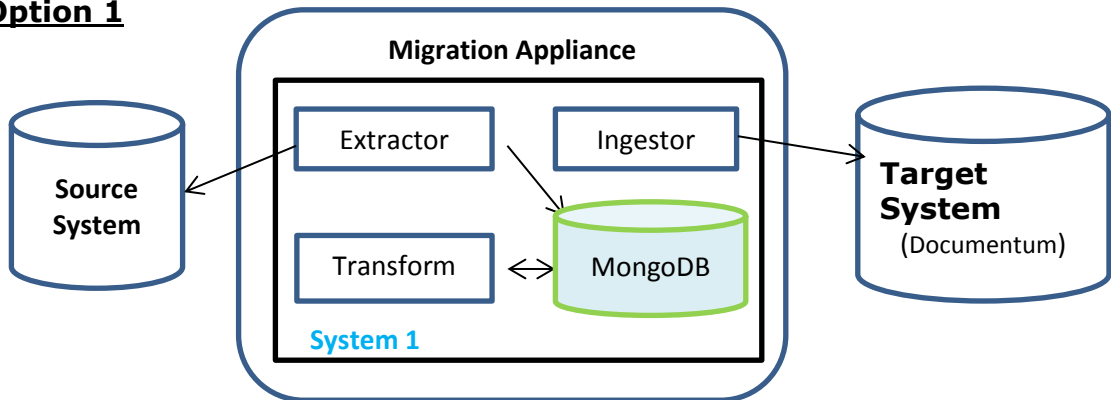 Option 1
Migration Appliance
Extractor
Ingestor
Source
System
Target
System
(Documentum)
Transform
MongoDB
System 1